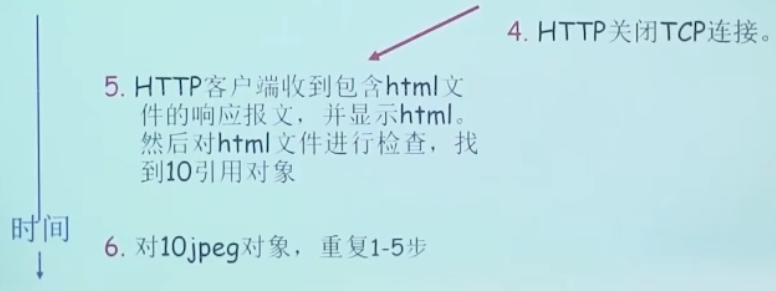 4. HTTP关闭TCP连接。
5. HTTP客户端收到包含html文
件的响应报文，并显示html。
然后对html文件进行检查，找
到10引用对象
时间
6. 对10jpeg对象，重复1-5步